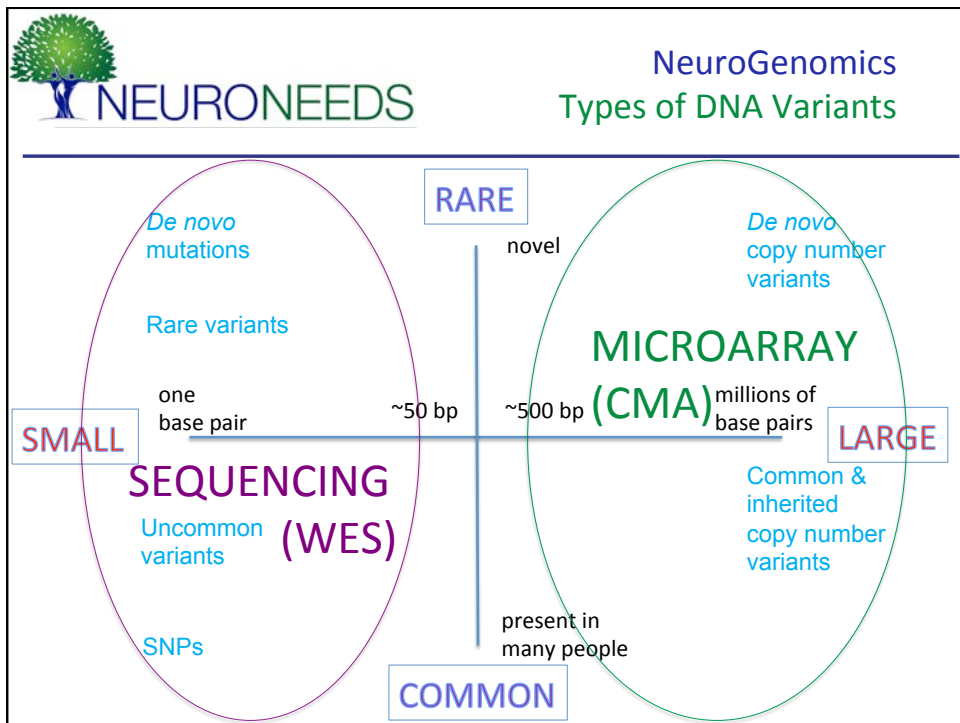 NEURONEEDS
NeuroGenomics
Types of DNA Variants
RARE
novel
De novo
mutations
Rare variants
De novo
copy number
variants
MICROARRAY
(CMA)
one
base pair
~50 bp
~500 bp
millions of
base pairs
SMALL
LARGE
SEQUENCING
(WES)
Uncommon
variants
SNPs
Common &
inherited
copy number
variants
present in
many people
COMMON